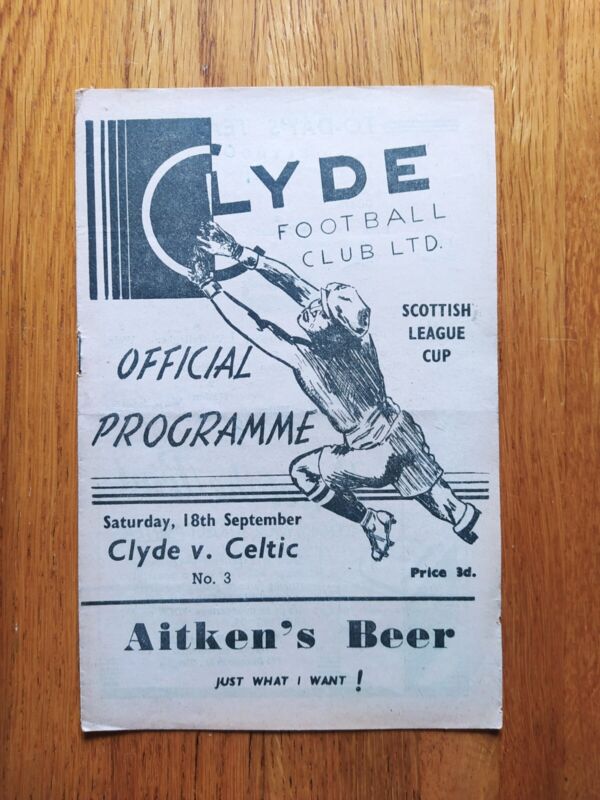 CLYDE
FOOTBALL
CLUB LTD.
SCOTTISH
LEAGUE
CUP
OFFICIAL
PROGRAMME
Saturday, 18th September
Clyde v. Celtic
No. 3
Price 3d.
Aitken's Beer
JUST WHAT I WANT !